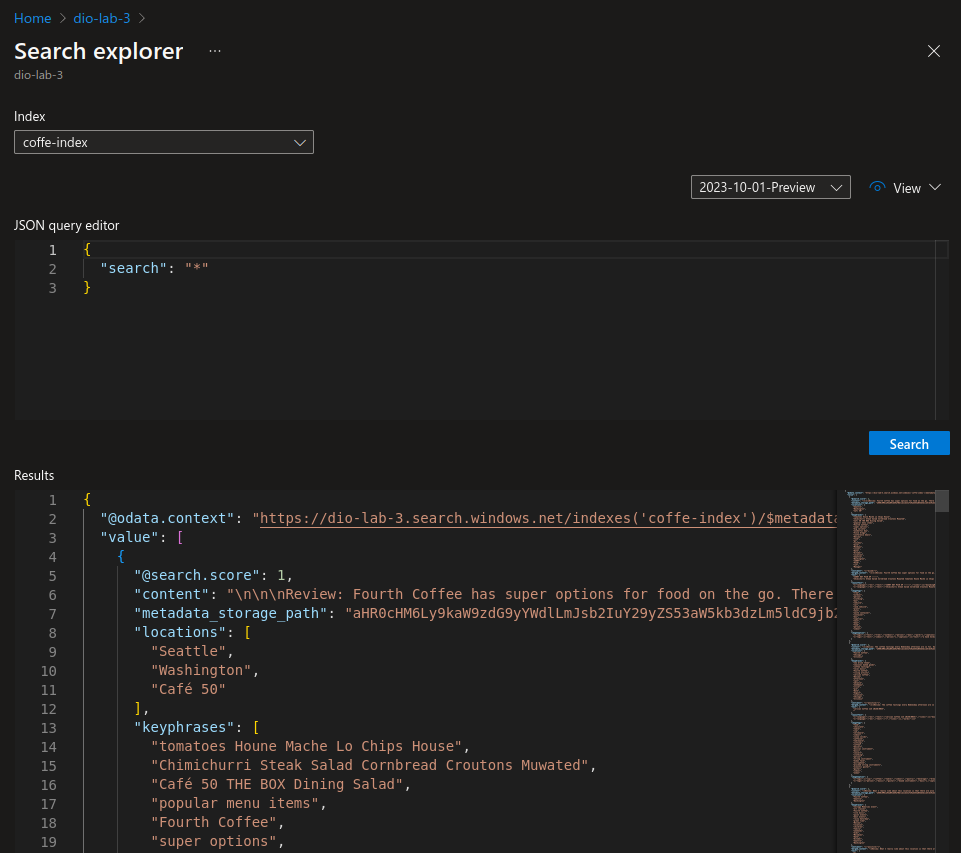 Home > dio-lab-3 >
Search explorer ...
dio-lab-3
Index
coffe-index
2023-10-01-Preview
View
JSON query editor
1 {
2 "search": "*"
3 }
Search
Results
1 {
2 "@odata.context": "https://dio-lab-3.search.windows.net/indexes('coffe-index')/$metadata
3 "value": [
4 {
5 "@search.score": 1,
6 "content": "\n\n\nReview: Fourth Coffee has super options for food on the go. There
7 "metadata_storage_path": "aHR0cHM6Ly9kaW9zdG9yYWdlLmJsb2IuY29yZS53aW5kb3dzLm5ldC9jb2
8 "locations": [
9 "Seattle",
10 "Washington",
11 "Café 50"
12 ],
13 "keyphrases": [
14 "tomatoes Houne Mache Lo Chips House",
15 "Chimichurri Steak Salad Cornbread Croutons Muwated",
16 "Café 50 THE BOX Dining Salad",
17 "popular menu items",
18 "Fourth Coffee",
19 "super options",